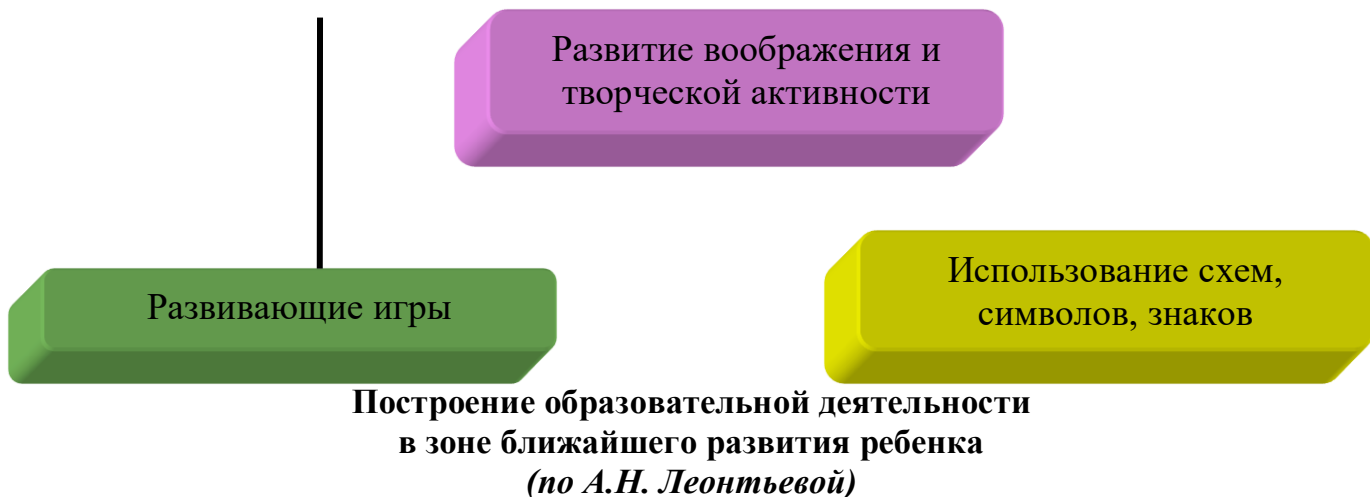 Развитие воображения и
творческой активности
Развивающие игры
Использование схем,
символов, знаков
Построение образовательной деятельности
в зоне ближайшего развития ребенка
(по А.Н. Леонтьевой)